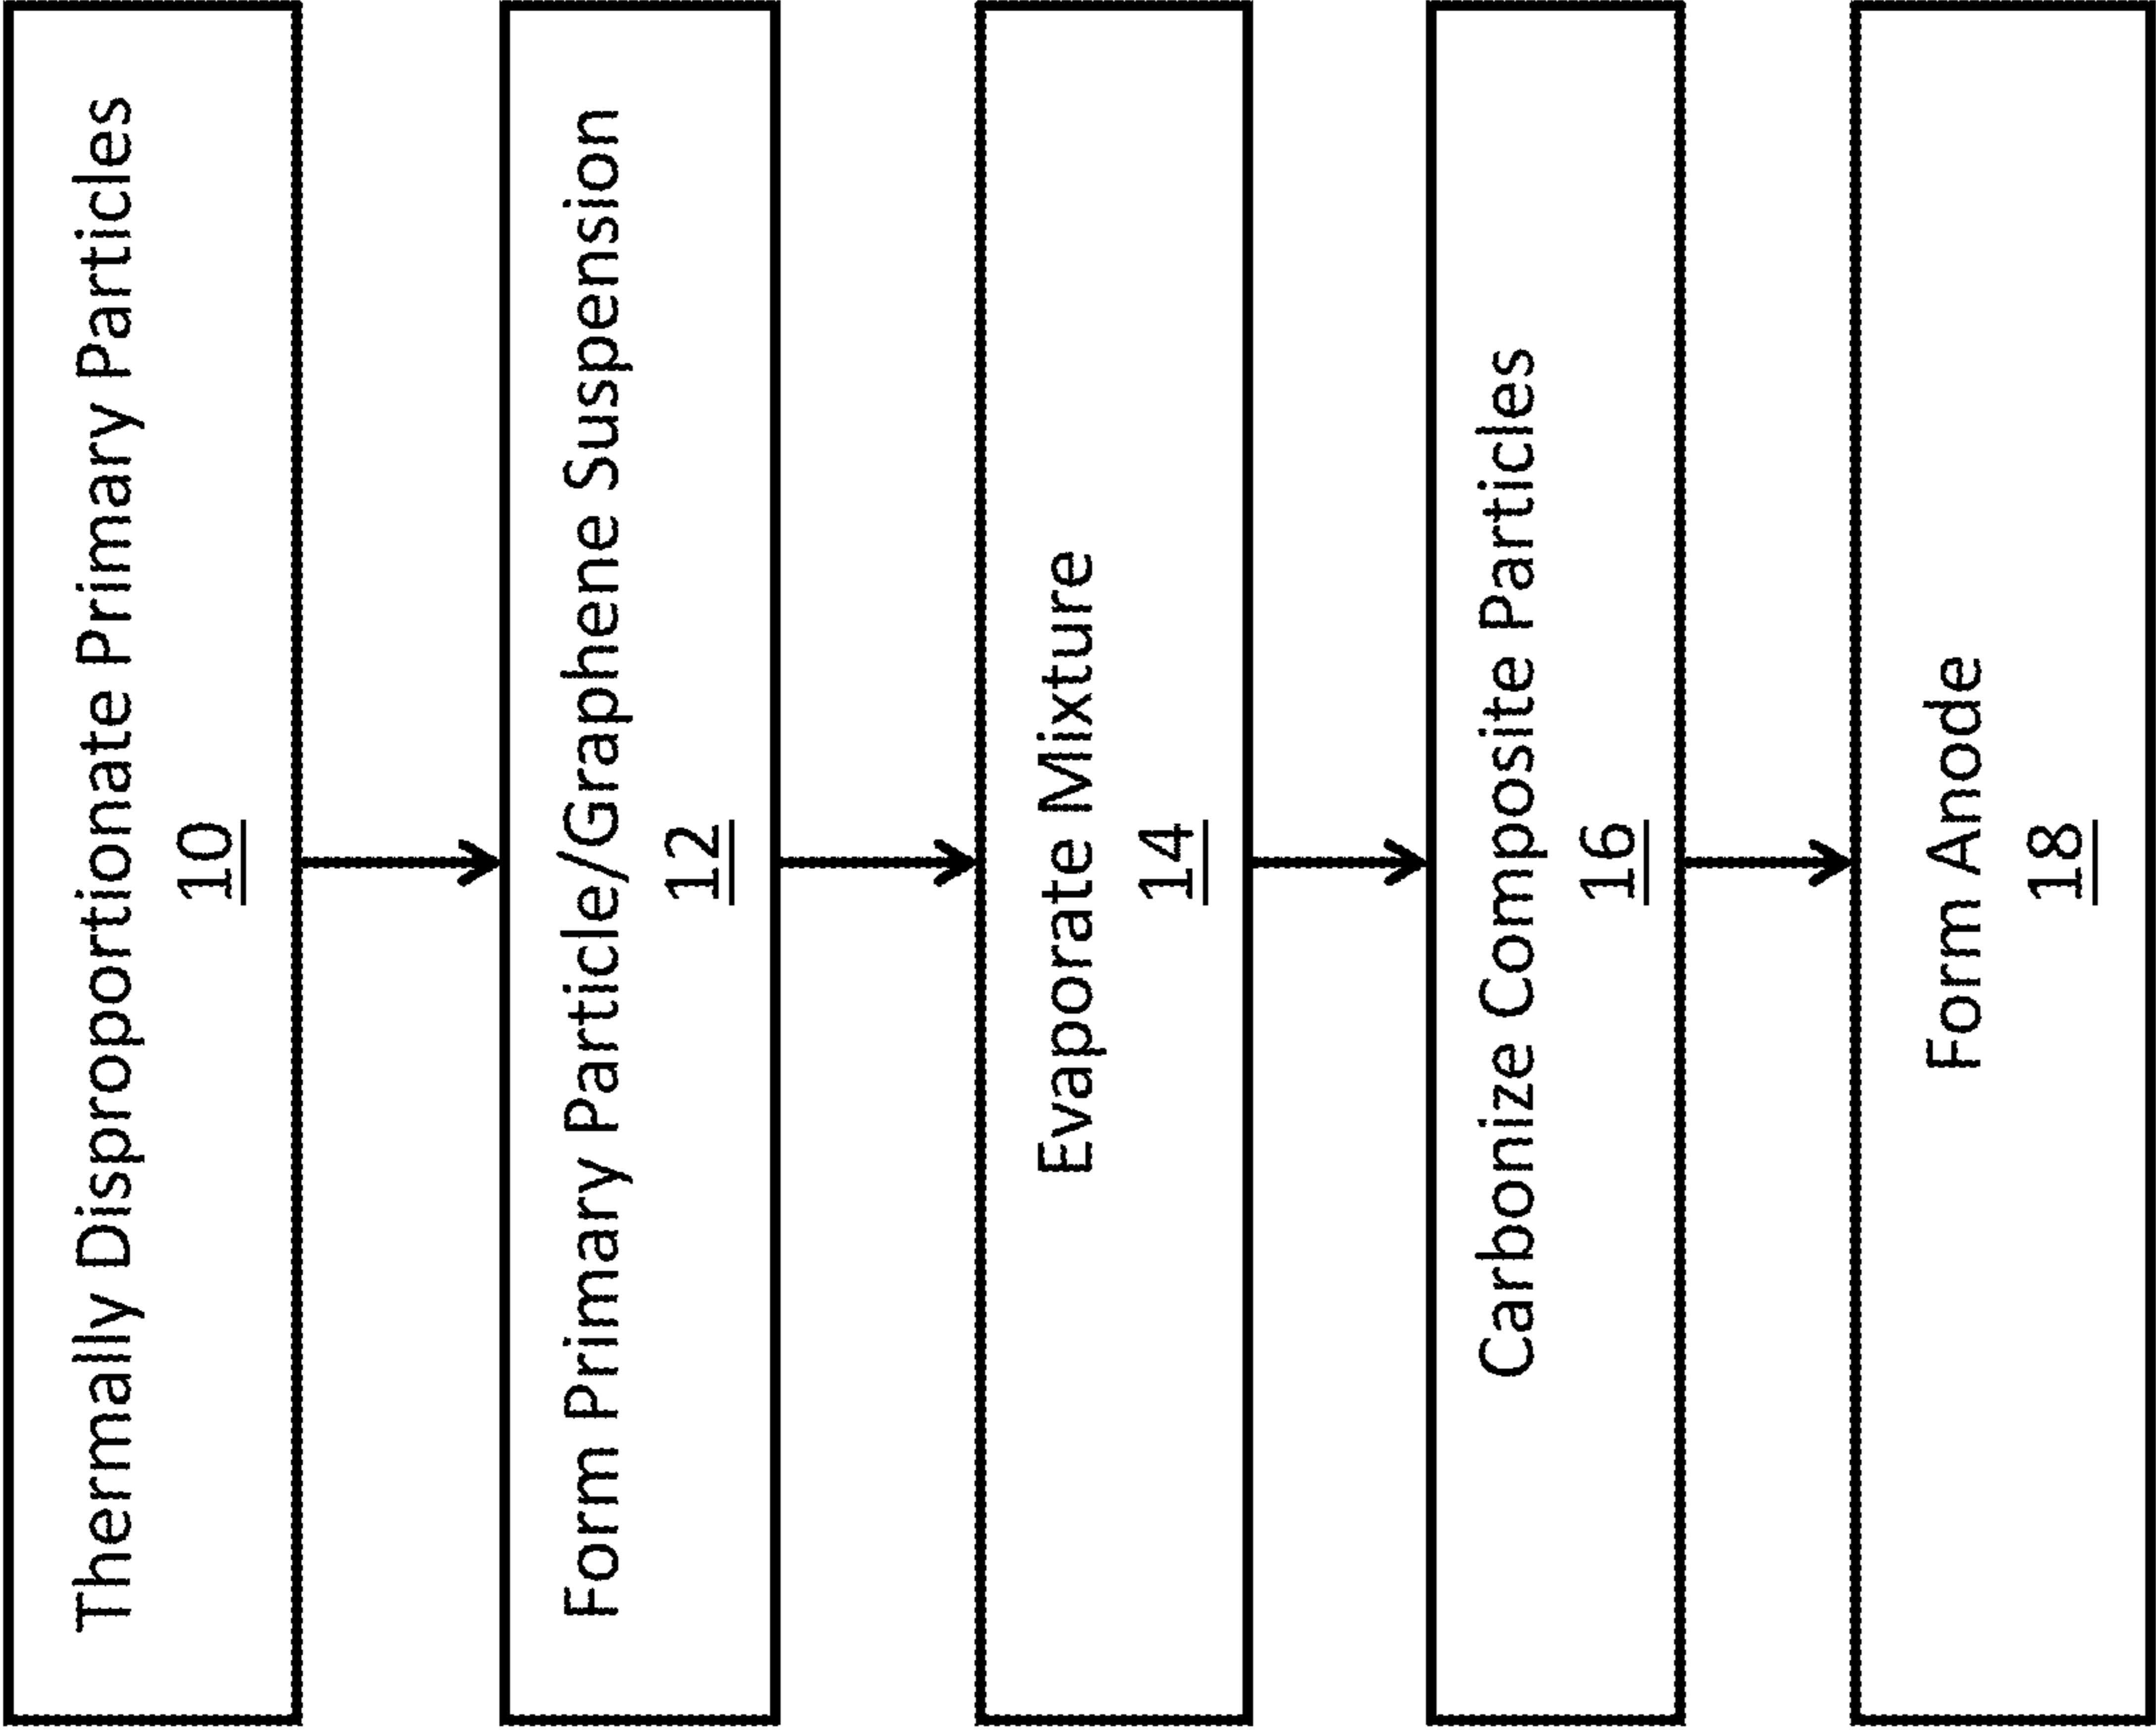 Thermally Disproportionate Primary Particles
10
Form Primary Particle/Graphene Suspension
12
Evaporate Mixture
14
Carbonize Composite Particles
16
Form Anode
18